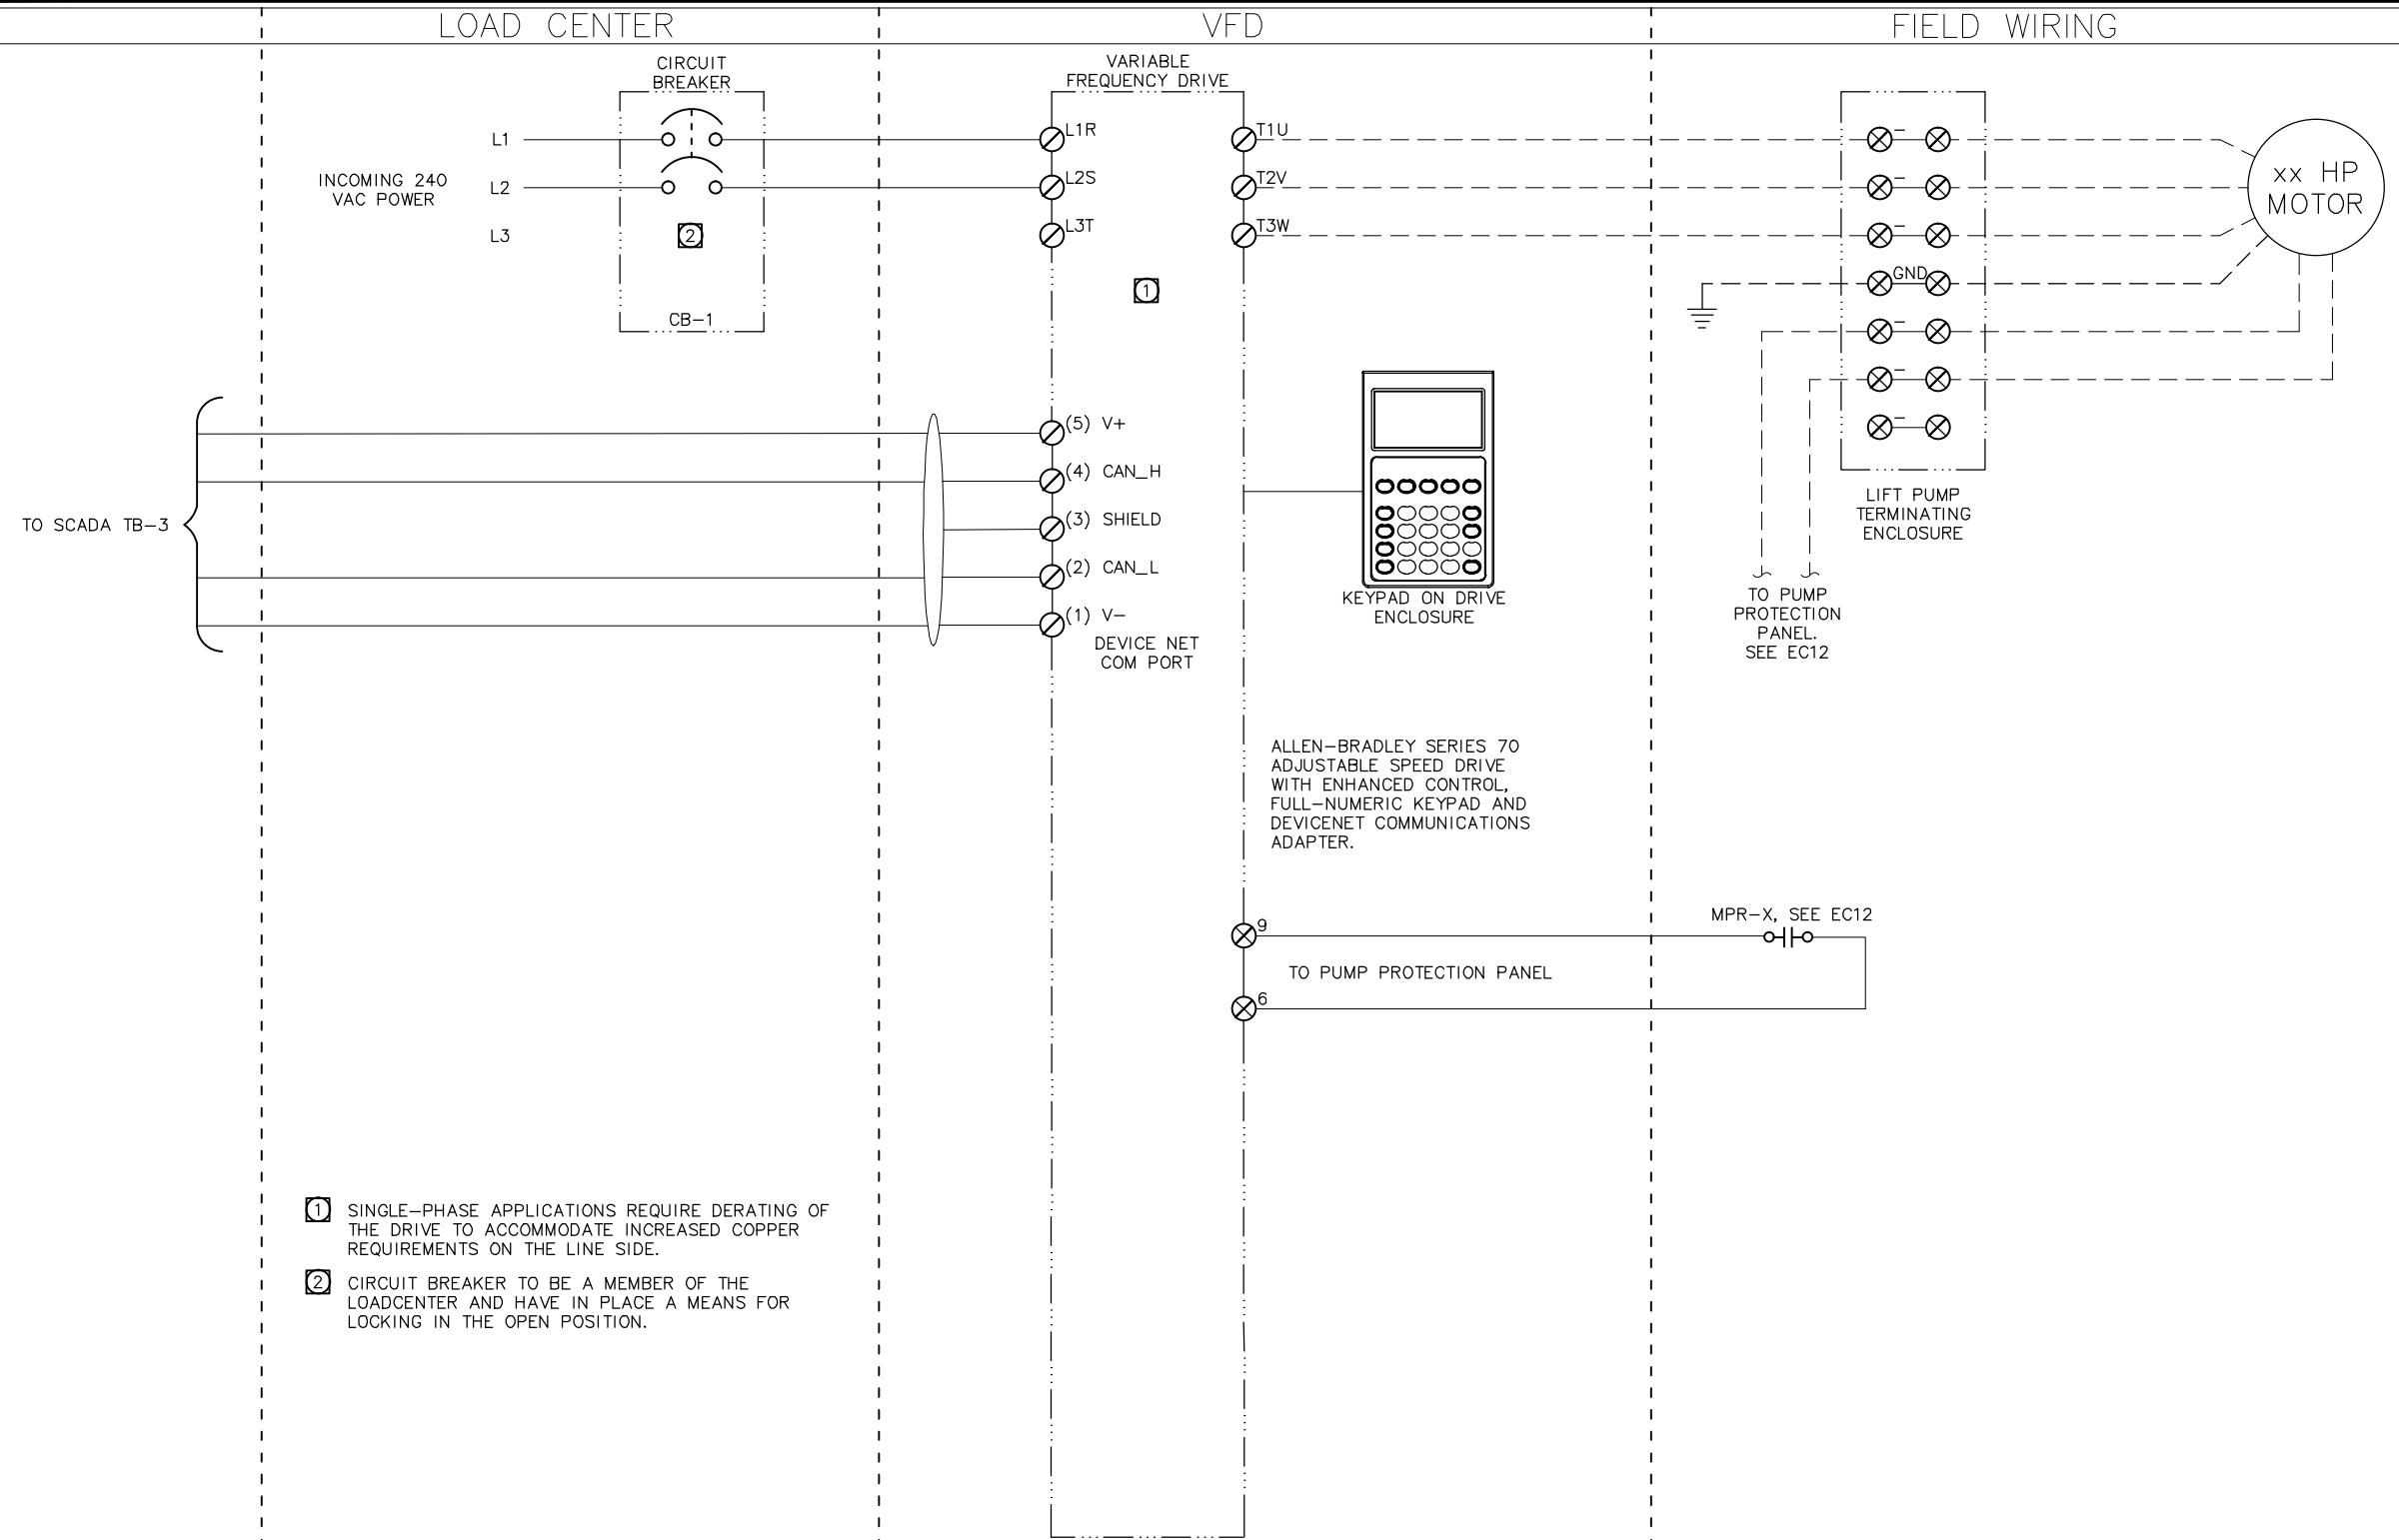 LOAD CENTER
VFD
FIELD WIRING
CIRCUIT
BREAKER
L1
INCOMING 240
VAC POWER
L2
L3
2
CB-1
VARIABLE
FREQUENCY DRIVE
L1R
L2S
L3T
T1U
T2V
T3W
1
xx HP
MOTOR
GND
LIFT PUMP
TERMINATING
ENCLOSURE
TO PUMP
PROTECTION
PANEL.
SEE EC12
TO SCADA TB-3
(5) V+
(4) CAN_H
(3) SHIELD
(2) CAN_L
(1) V-
DEVICE NET
COM PORT
KEYPAD ON DRIVE
ENCLOSURE
ALLEN-BRADLEY SERIES 70
ADJUSTABLE SPEED DRIVE
WITH ENHANCED CONTROL,
FULL-NUMERIC KEYPAD AND
DEVICENET COMMUNICATIONS
ADAPTER.
9
MPR-X, SEE EC12
TO PUMP PROTECTION PANEL
6
1 SINGLE-PHASE APPLICATIONS REQUIRE DERATING OF
THE DRIVE TO ACCOMMODATE INCREASED COPPER
REQUIREMENTS ON THE LINE SIDE.
2 CIRCUIT BREAKER TO BE A MEMBER OF THE
LOADCENTER AND HAVE IN PLACE A MEANS FOR
LOCKING IN THE OPEN POSITION.